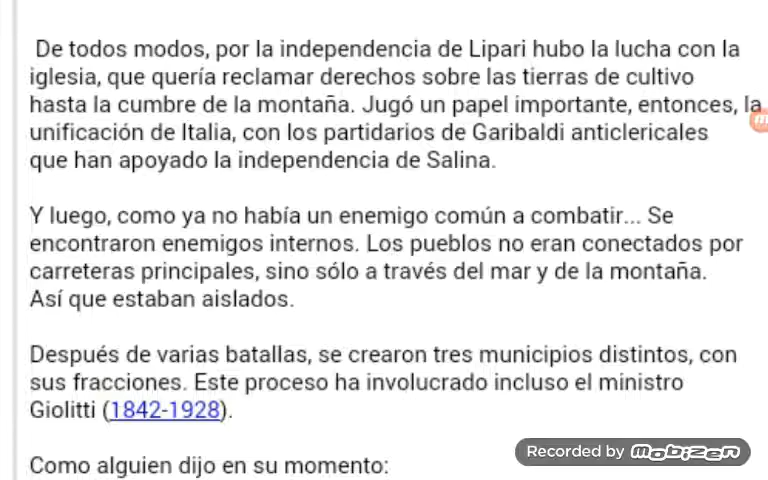 De todos modos, por la independencia de Lipari hubo la lucha con la
iglesia, que quería reclamar derechos sobre las tierras de cultivo
hasta la cumbre de la montaña. Jugó un papel importante, entonces, la
unificación de Italia, con los partidarios de Garibaldi anticlericales
que han apoyado la independencia de Salina.
Y luego, como ya no había un enemigo común a combatir... Se
encontraron enemigos internos. Los pueblos no eran conectados por
carreteras principales, sino sólo a través del mar y de la montaña.
Así que estaban aislados.
Después de varias batallas, se crearon tres municipios distintos, con
sus fracciones. Este proceso ha involucrado incluso el ministro
Giolitti (1842-1928).
Como alguien dijo en su momento:
Recorded by mobizen